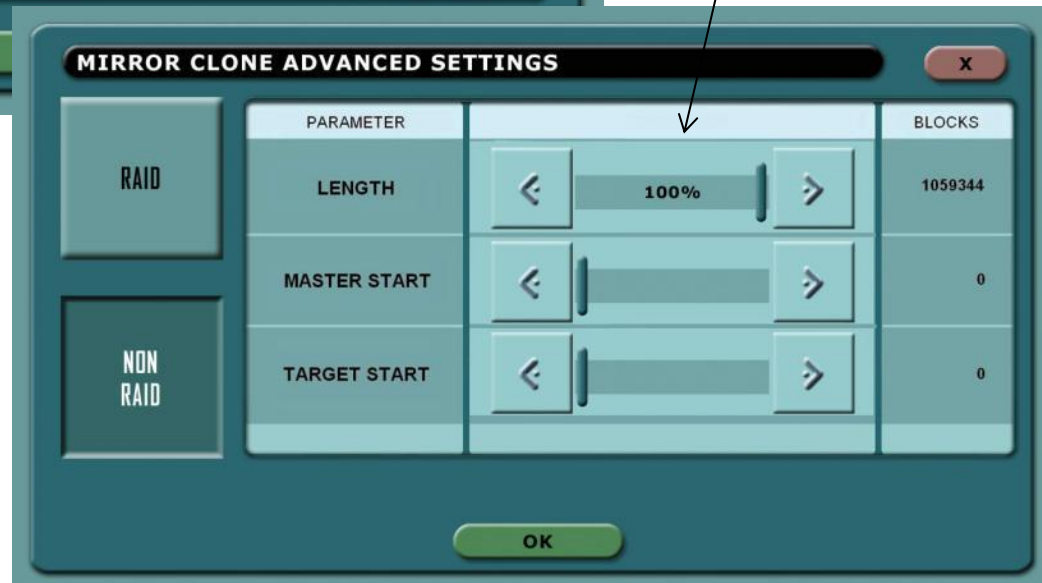 MIRROR CLONE ADVANCED SETTINGS
X
PARAMETER
BLOCKS
RAID
LENGTH
100%
1059344
MASTER START
0
NON
RAID
TARGET START
0
OK